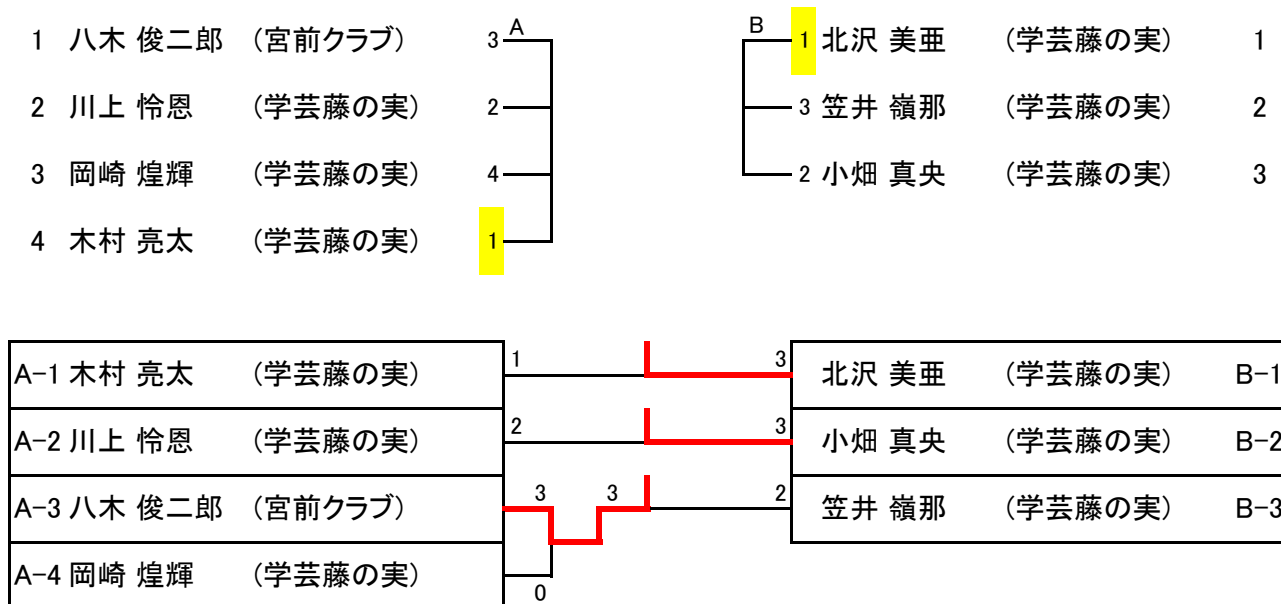 A B
1 八木 俊二郎 (宮前クラブ) 3 1 北沢 美亜 (学芸藤の実) 1
2 川上 怜恩 (学芸藤の実) 2 3 笠井 嶺那 (学芸藤の実) 2
3 岡崎 煌輝 (学芸藤の実) 4 2 小畑 真央 (学芸藤の実) 3
4 木村 亮太 (学芸藤の実) 1
A-1 木村 亮太 (学芸藤の実) 1 3 北沢 美亜 (学芸藤の実) B-1
A-2 川上 怜恩 (学芸藤の実) 2 3 小畑 真央 (学芸藤の実) B-2
A-3 八木 俊二郎 (宮前クラブ) 3 3 2 笠井 嶺那 (学芸藤の実) B-3
A-4 岡崎 煌輝 (学芸藤の実) 0